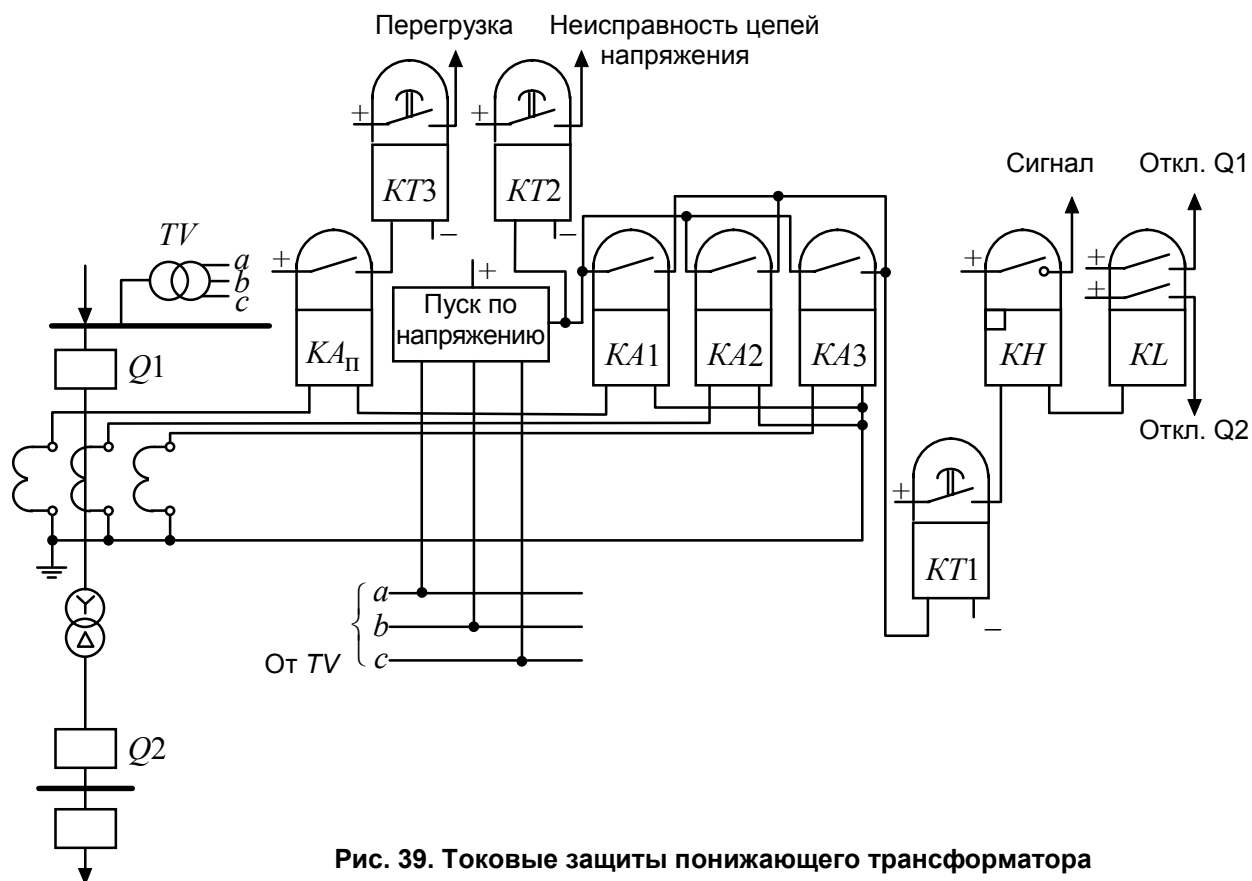 Перегрузка
Неисправность цепей
напряжения
+
+
KT3
KT2
Сигнал
Откл. Q1
–
–
TV
a
b
c
+
+
Пуск по
напряжению
+
+
+
Q1
KAп
KA1
KA2
KA3
KH
KL
Откл. Q2
+
KT1
–
a
b
c
От TV
Q2
Рис. 39. Токовые защиты понижающего трансформатора